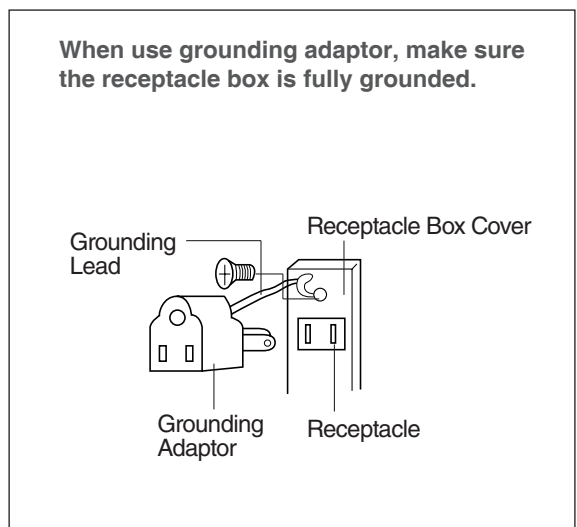 When use grounding adaptor, make sure
the receptacle box is fully grounded.
Receptacle Box Cover
Grounding
Lead
Grounding
Adaptor
Receptacle